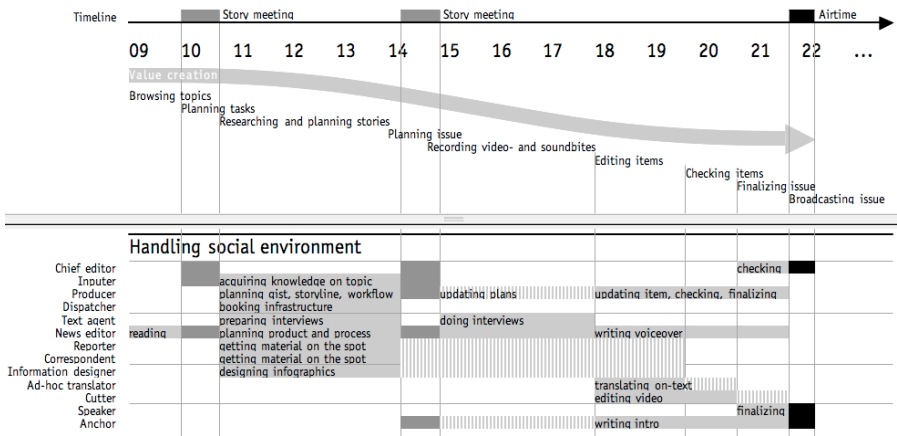 Timeline Story meeting Story meeting Airtime
09 10 11 12 13 14 15 16 17 18 19 20 21 22 ...
Value creation
Browsing topics
Planning tasks
Researching and planning stories
Planning issue
Recording video- and soundbites
Editing items
Checking items
Finalizing issue
Broadcasting issue
Handling social environment
Chief editor checking
Inputer acquiring knowledge on topic
Producer planning gist, storyline, workflow updating plans updating item, checking, finalizing
Dispatcher booking infrastructure
Text agent preparing interviews doing interviews
News editor reading planning product and process writing voiceover
Reporter getting material on the spot
Correspondent getting material on the spot
Information designer designing infographics
Ad-hoc translator translating on-text
Cutter editing video
Speaker finalizing
Anchor writing intro